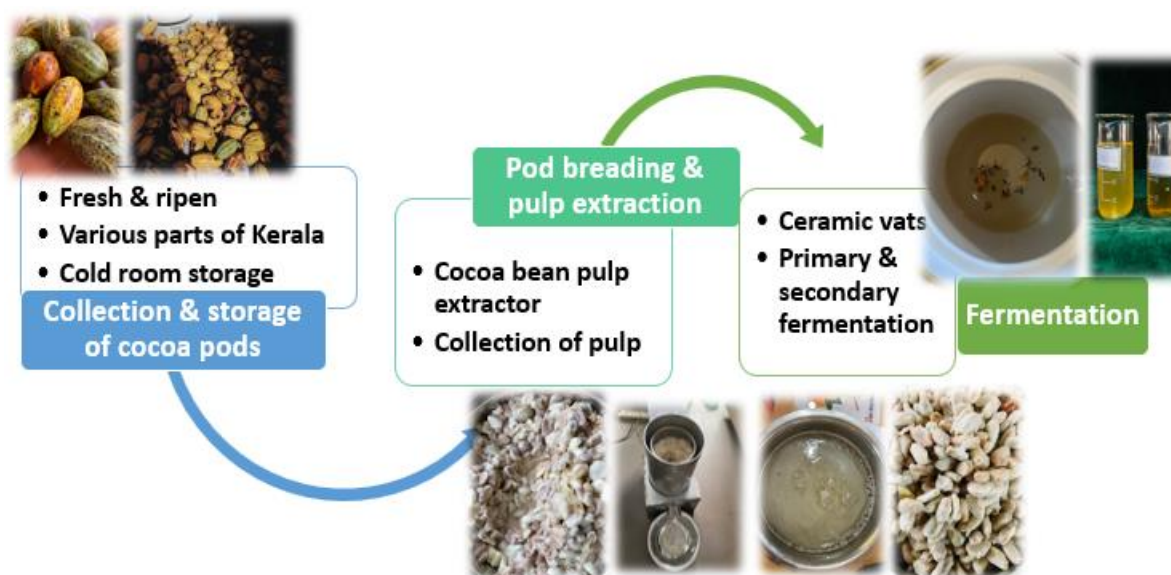 • Fresh & ripen
• Various parts of Kerala
• Cold room storage
Collection & storage
of cocoa pods
Pod breading &
pulp extraction
• Cocoa bean pulp
extractor
• Collection of pulp
• Ceramic vats
• Primary &
secondary
fermentation
Fermentation